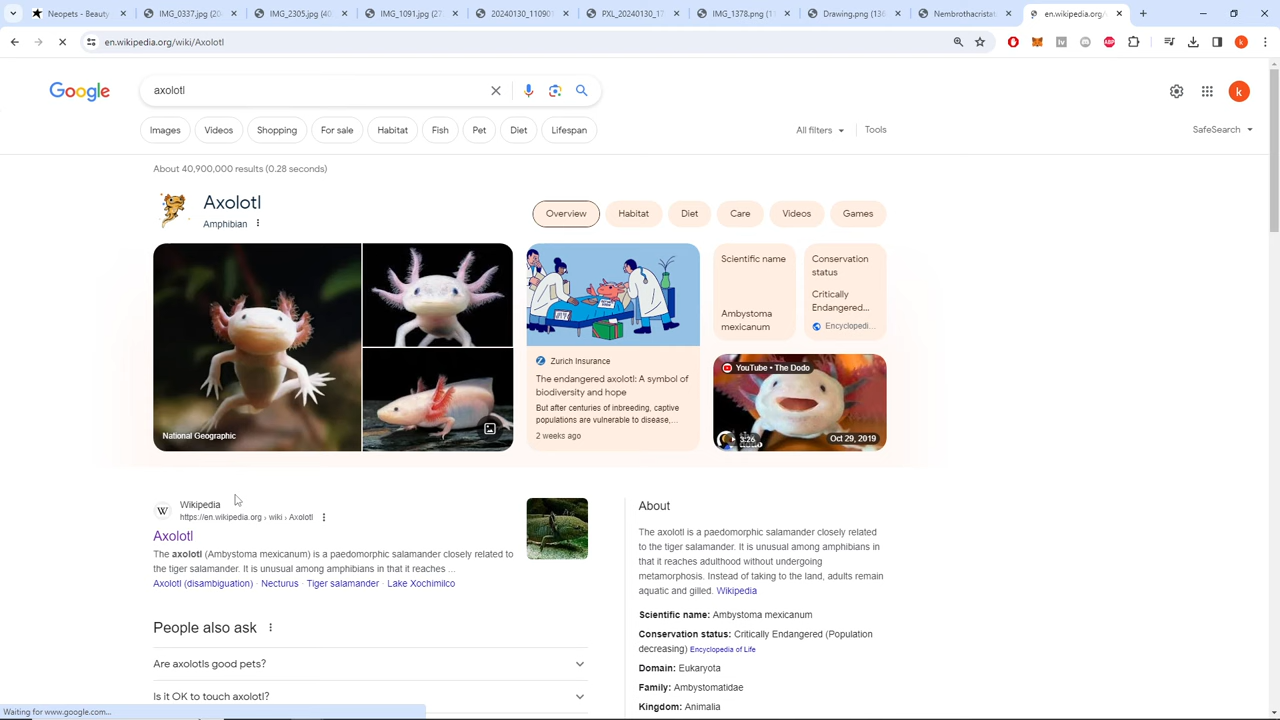 Neopets - Beauty
IMG_0337.jpg (204
IMG_2305.jpg (40
IMG_1091.jpg (27
20240130_11090
PXL_20240130_17
IMG_1378.png (1
Drawing.png (136
Nembrothacrista
en.wikipedia.org/
en.wikipedia.org/wiki/Axolotl
Google
axolotl
Images
Videos
Shopping
For sale
Habitat
Fish
Pet
Diet
Lifespan
All filters
Tools
SafeSearch
About 40,900,000 results (0.28 seconds)
Axolotl
Amphibian
Overview
Habitat
Diet
Care
Videos
Games
National Geographic
Zurich Insurance
The endangered axolotl: A symbol of
biodiversity and hope
But after centuries of inbreeding, captive
populations are vulnerable to disease,...
2 weeks ago
Scientific name
Ambystoma
mexicanum
Conservation
status
Critically
Endangered...
Encyclopedi...
YouTube • The Dodo
3:26
Oct 29, 2019
Wikipedia
https://en.wikipedia.org › wiki › Axolotl
Axolotl
The axolotl (Ambystoma mexicanum) is a paedomorphic salamander closely related to
the tiger salamander. It is unusual among amphibians in that it reaches ...
Axolotl (disambiguation) · Necturus · Tiger salamander · Lake Xochimilco
People also ask
Are axolotls good pets?
Is it OK to touch axolotl?
About
The axolotl is a paedomorphic salamander closely related
to the tiger salamander. It is unusual among amphibians in
that it reaches adulthood without undergoing
metamorphosis. Instead of taking to the land, adults remain
aquatic and gilled. Wikipedia
Scientific name: Ambystoma mexicanum
Conservation status: Critically Endangered (Population
decreasing) Encyclopedia of Life
Domain: Eukaryota
Family: Ambystomatidae
Kingdom: Animalia
Waiting for www.google.com...